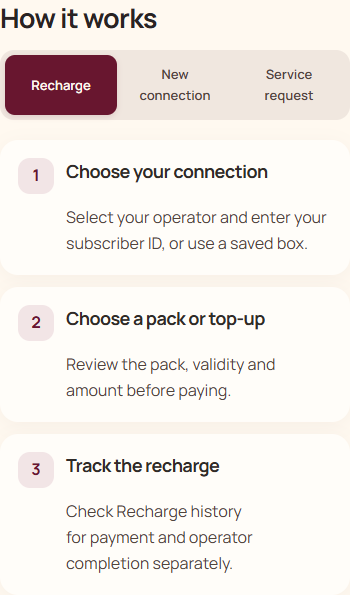 How it works
Recharge
New
connection
Service
request
1
Choose your connection
Select your operator and enter your
subscriber ID, or use a saved box.
2
Choose a pack or top-up
Review the pack, validity and
amount before paying.
3
Track the recharge
Check Recharge history
for payment and operator
completion separately.